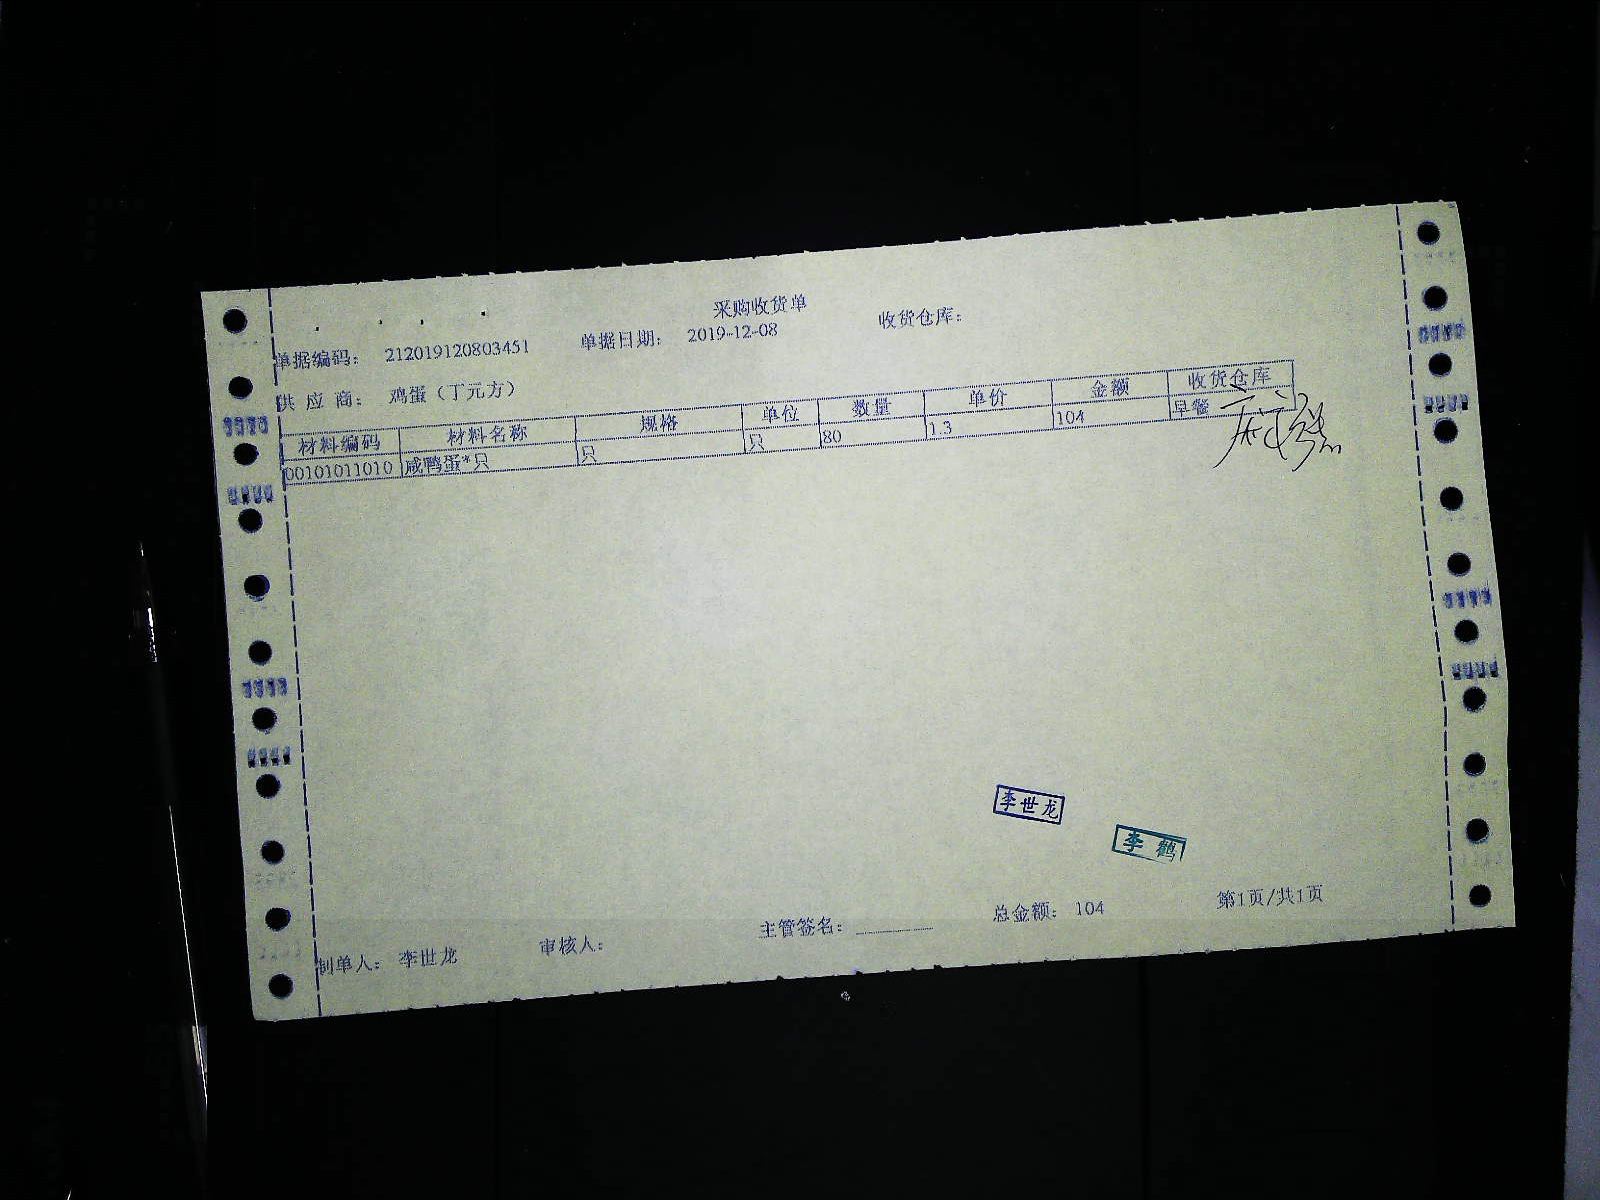 采购收货单
单据编码： 212019120803451 单据日期： 2019-12-08 收货仓库：
供 应 商： 鸡蛋（丁元方）
材料编码 材料名称 规格 单位 数量 单价 金额 收货仓库
00101011010 咸鸭蛋*只 只 只 80 1.3 104 早餐
李世龙
李鹤
制单人： 李世龙 审核人： 主管签名： 总金额： 104 第1页/共1页